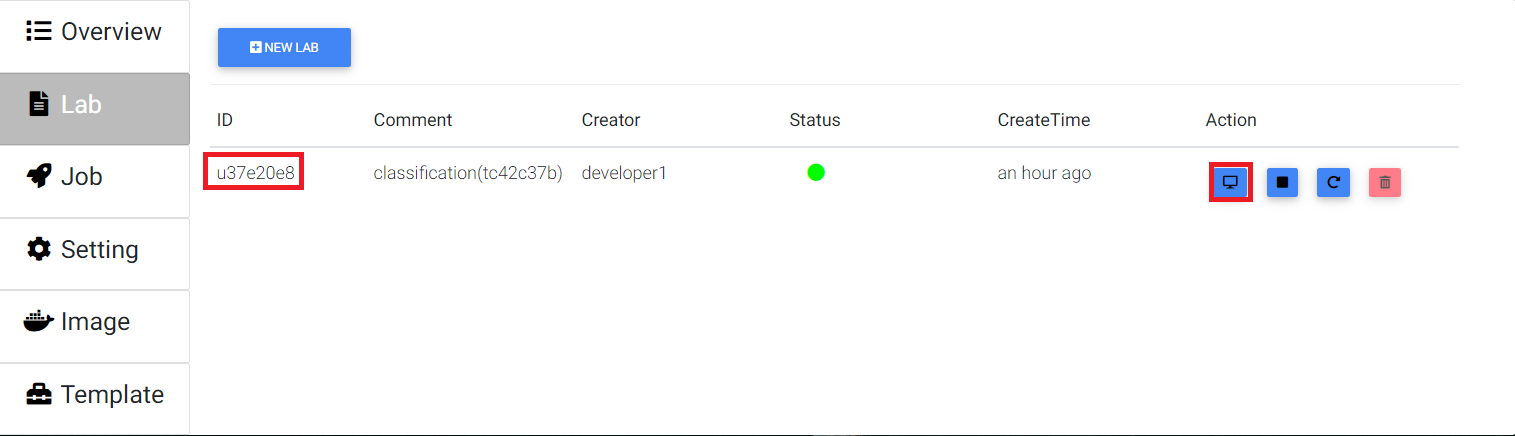 Overview
Lab
Job
Setting
Image
Template
NEW LAB
ID Comment Creator Status CreateTime Action
u37e20e8 classification(tc42c37b) developer1 an hour ago